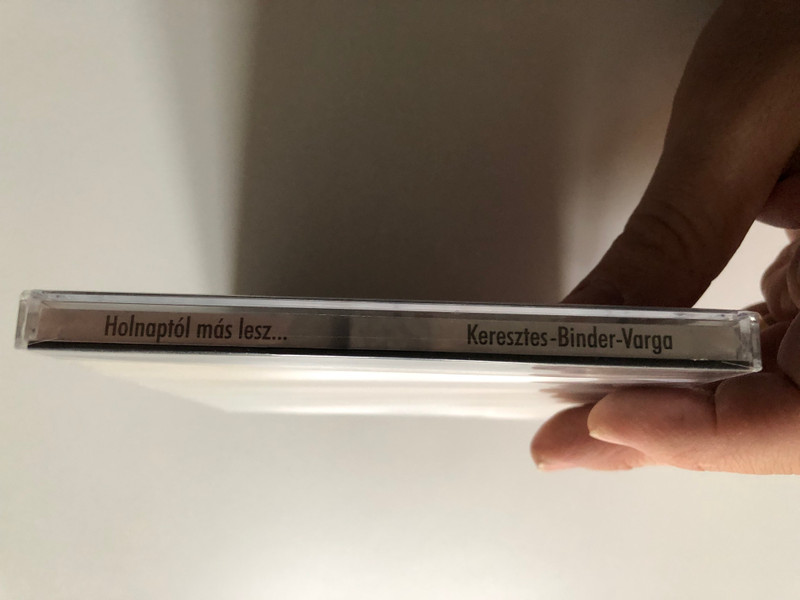 Holnaptól más lesz...
Keresztes-Binder-Varga